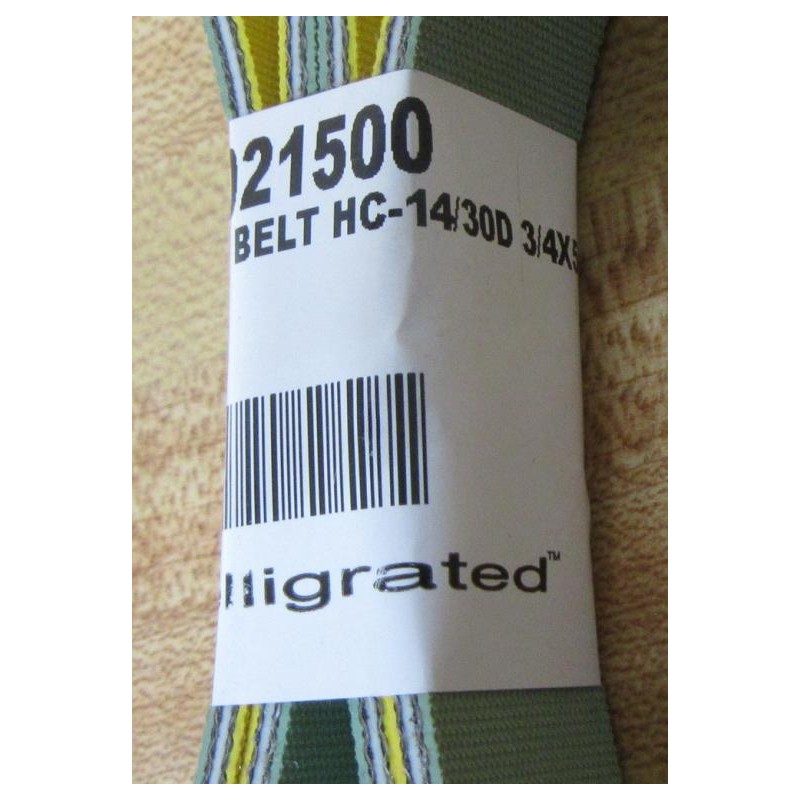 21500
BELT HC-14/30D 3/4X5
lligrated™